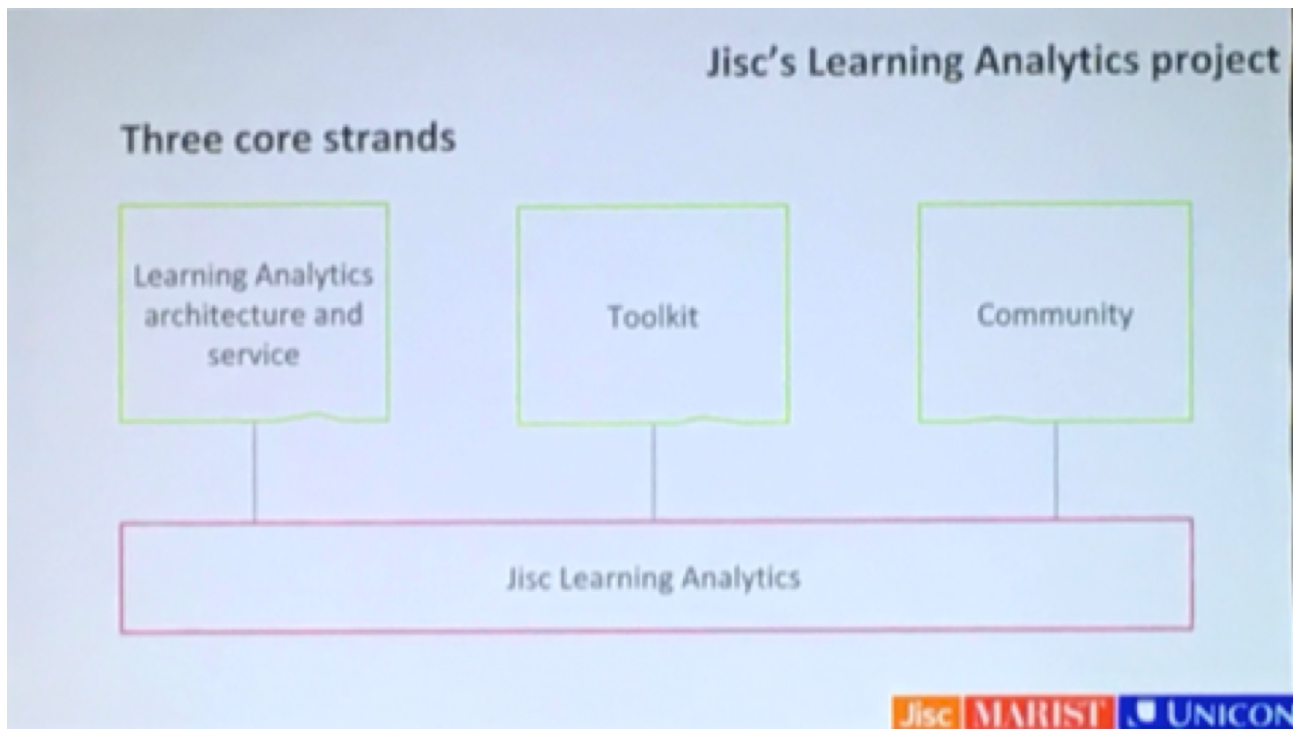 Jisc's Learning Analytics project
Three core strands
Learning Analytics
architecture and
service
Toolkit
Community
Jisc Learning Analytics
Jisc MARIST UNICON